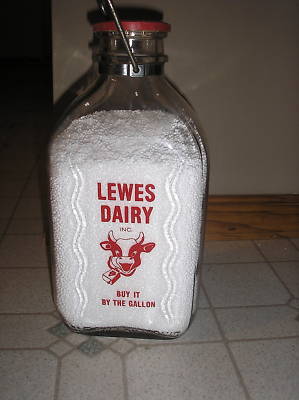 LEWES
DAIRY
INC.
BUY IT
BY THE GALLON